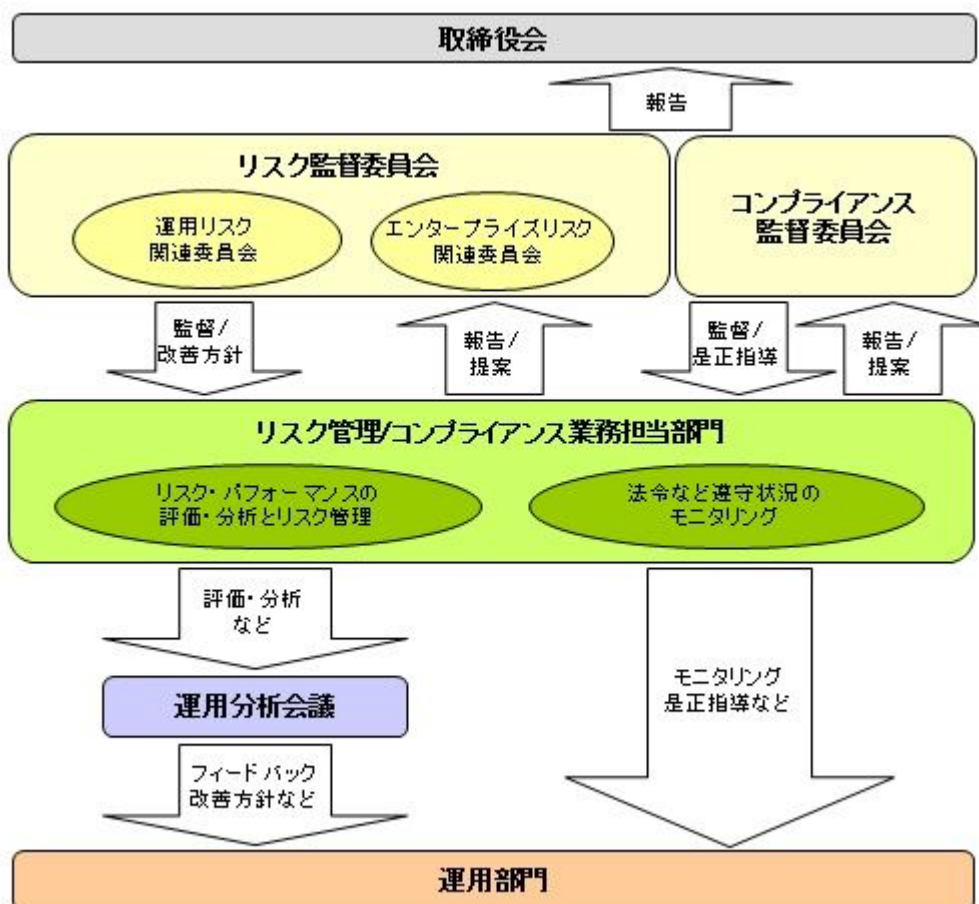 取締役会
報告
リスク監督委員会
運用リスク
関連委員会
エンタープライズリスク
関連委員会
コンプライアンス
監督委員会
監督/
改善方針
報告/
提案
監督/
是正指導
報告/
提案
リスク管理/コンプライアンス業務担当部門
リスク・パフォーマンスの
評価・分析とリスク管理
法令など遵守状況の
モニタリング
評価・分析
など
運用分析会議
モニタリング
是正指導など
フィードバック
改善方針など
運用部門